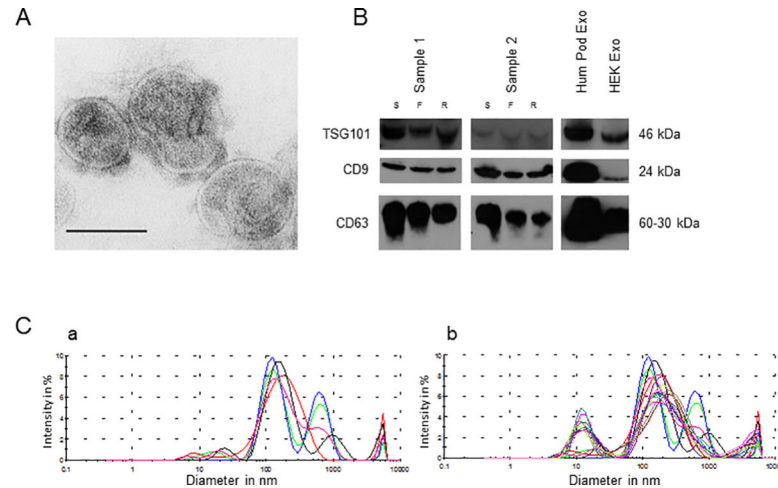 A
B
Sample 1
Sample 2
Hum Pod Exo
HEK Exo
S F R
S F R
TSG101
46 kDa
CD9
24 kDa
CD63
60-30 kDa
C
a
Intensity in %
10
8
6
4
2
0
0.1 1 10 100 1000 10000
Diameter in nm
b
Intensity in %
10
8
6
4
2
0
0.1 1 10 100 1000 10000
Diameter in nm